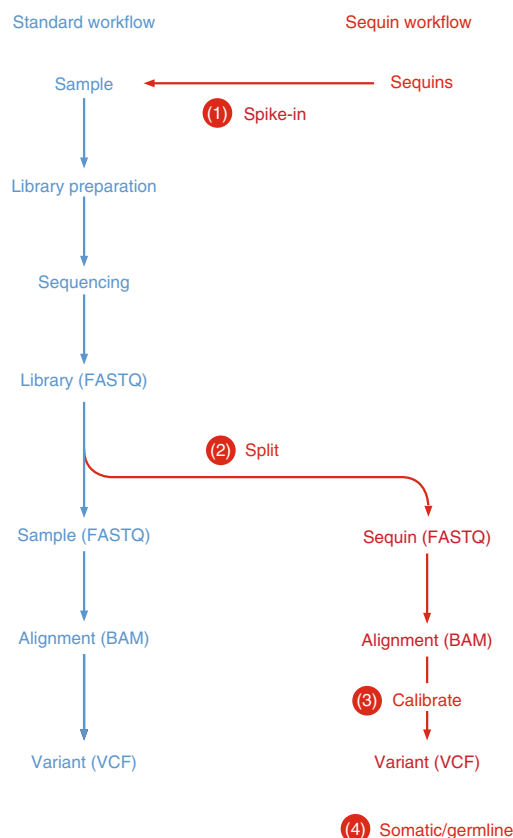 Standard workflow
Sequin workflow
Sample
Sequins
(1) Spike-in
Library preparation
Sequencing
Library (FASTQ)
(2) Split
Sample (FASTQ)
Sequin (FASTQ)
Alignment (BAM)
Alignment (BAM)
(3) Calibrate
Variant (VCF)
Variant (VCF)
(4) Somatic/germline